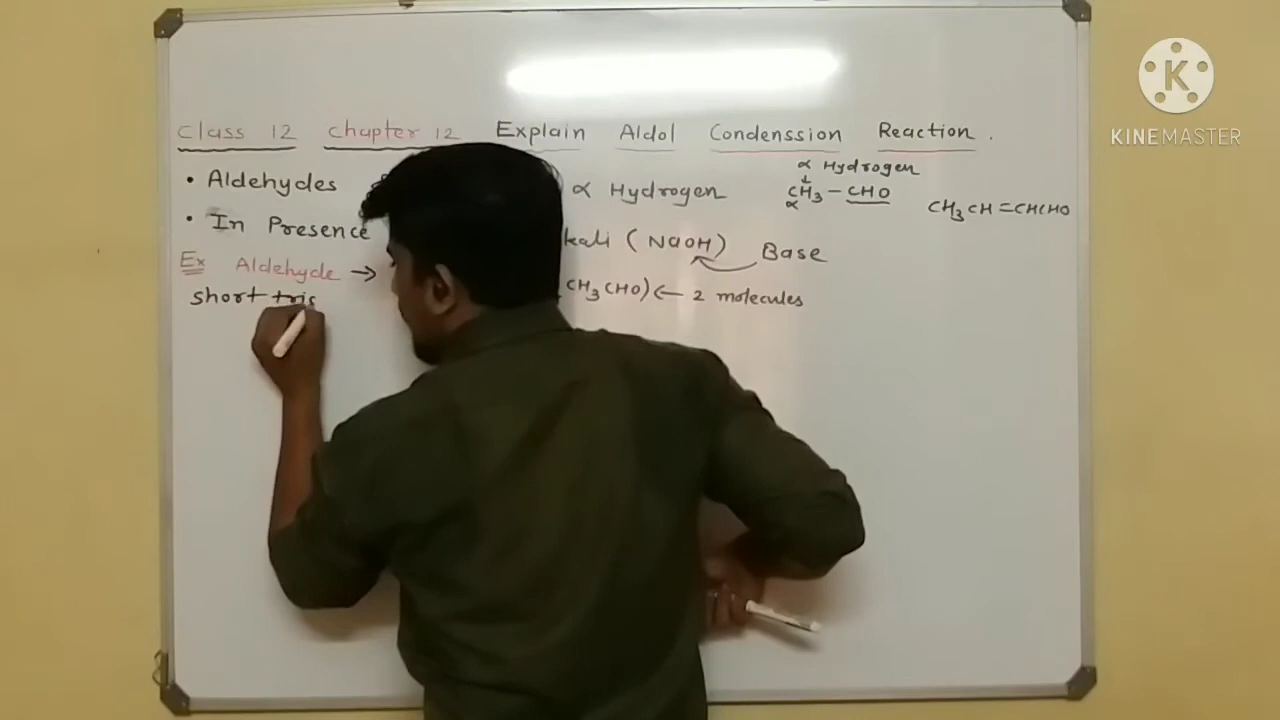 KINEMASTER
Class 12 Chapter 12 Explain Aldol Condenssion Reaction .
• Aldehydes α Hydrogen
α Hydrogen
CH₃ – CHO
α
CH₃CH=CHCHO
• In Presence (NaOH) Base
Ex Aldehyde →
CH₃CHO) ← 2 molecules
short